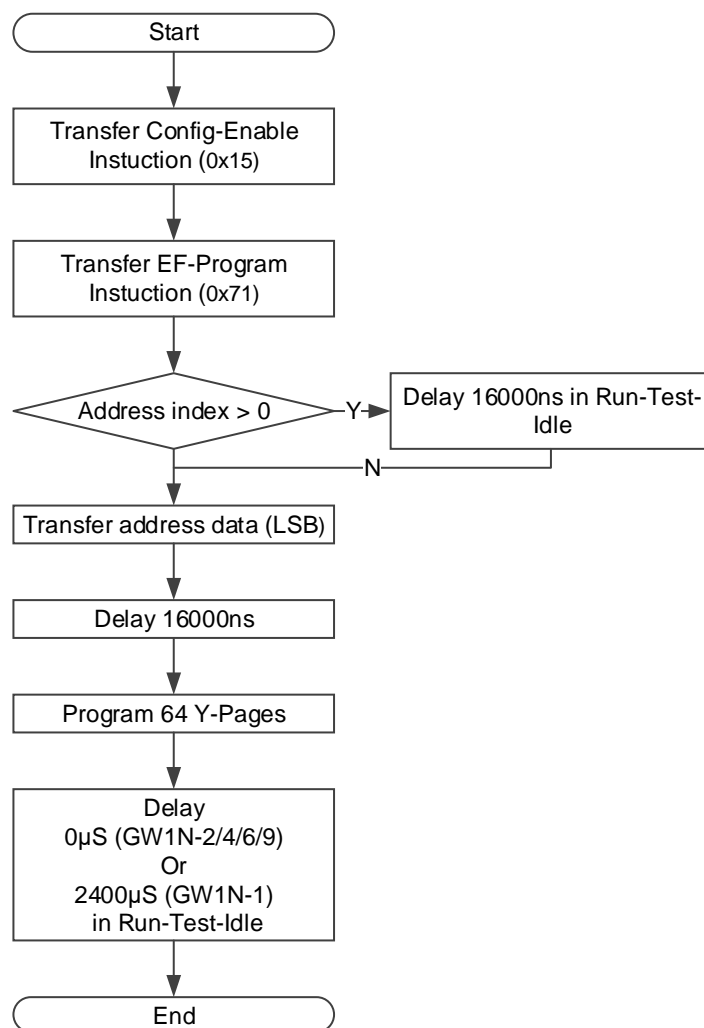 Start
Transfer Config-Enable
Instuction (0x15)
Transfer EF-Program
Instuction (0x71)
Address index > 0
Y
Delay 16000ns in Run-Test-
Idle
N
Transfer address data (LSB)
Delay 16000ns
Program 64 Y-Pages
Delay
0μS (GW1N-2/4/6/9)
Or
2400μS (GW1N-1)
in Run-Test-Idle
End